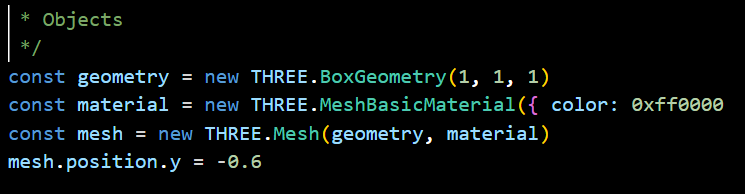 * Objects
*/
const geometry = new THREE.BoxGeometry(1, 1, 1)
const material = new THREE.MeshBasicMaterial({ color: 0xff0000
const mesh = new THREE.Mesh(geometry, material)
mesh.position.y = -0.6